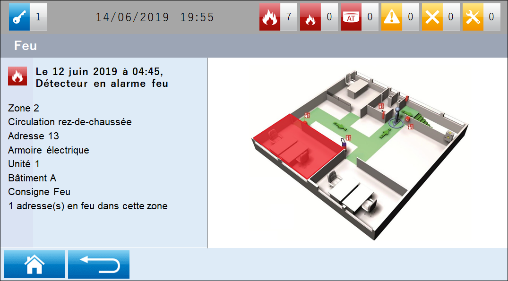 1
14/06/2019 19:55
7
0
AT
0
0
0
0
Feu
Le 12 juin 2019 à 04:45,
Détecteur en alarme feu
Zone 2
Circulation rez-de-chaussée
Adresse 13
Armoire électrique
Unité 1
Bâtiment A
Consigne Feu
1 adresse(s) en feu dans cette zone